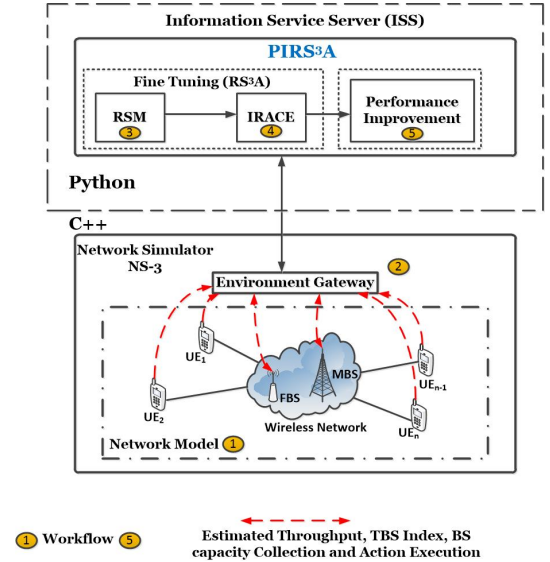 Information Service Server (ISS)
PIRS³A
Fine Tuning (RS³A)
RSM
3
IRACE
4
Performance
Improvement
5
Python
C++
Network Simulator
NS-3
2
Environment Gateway
UE₁
UE₂
FBS
MBS
UEₙ₋₁
UEₙ
Wireless Network
Network Model 1
1 Workflow 5
Estimated Throughput, TBS Index, BS
capacity Collection and Action Execution